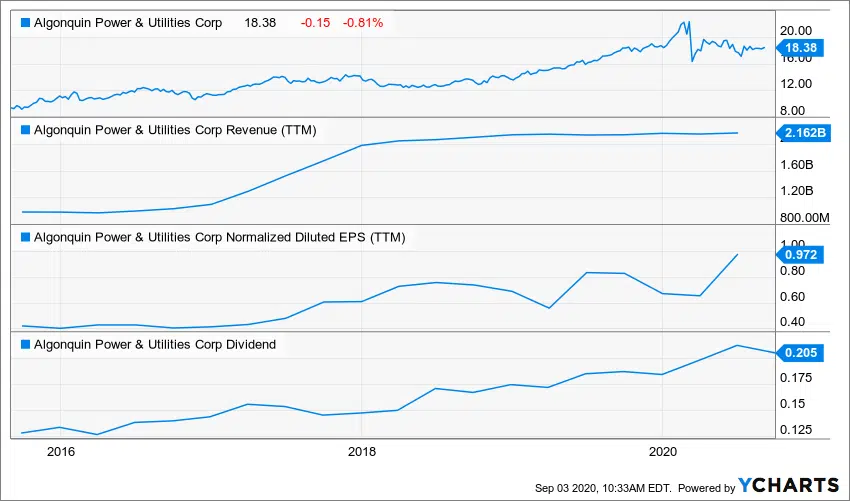 Algonquin Power & Utilities Corp 18.38 -0.15 -0.81%
20.00
18.38
16.00
12.00
8.00
Algonquin Power & Utilities Corp Revenue (TTM)
2.162B
1.60B
1.20B
800.00M
Algonquin Power & Utilities Corp Normalized Diluted EPS (TTM)
1.00
0.972
0.80
0.60
0.40
Algonquin Power & Utilities Corp Dividend
0.205
0.175
0.15
0.125
2016 2018 2020
Sep 03 2020, 10:33AM EDT. Powered by YCHARTS